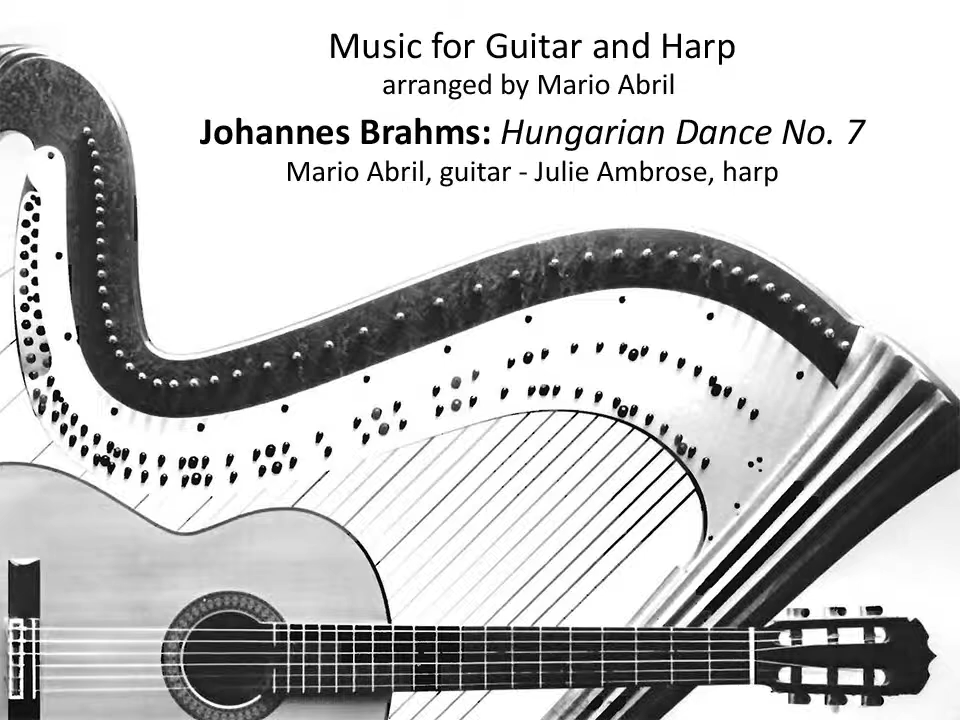 Music for Guitar and Harp
arranged by Mario Abril
Johannes Brahms: Hungarian Dance No. 7
Mario Abril, guitar - Julie Ambrose, harp